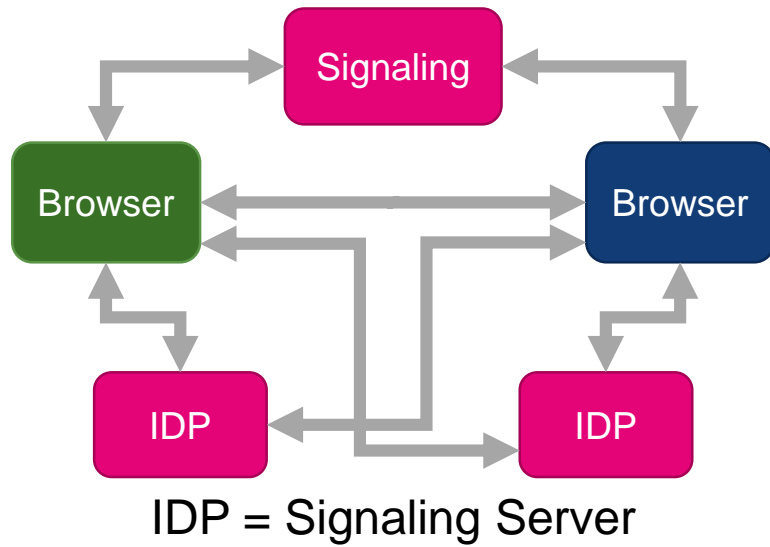 Signaling
Browser
Browser
IDP
IDP
IDP = Signaling Server